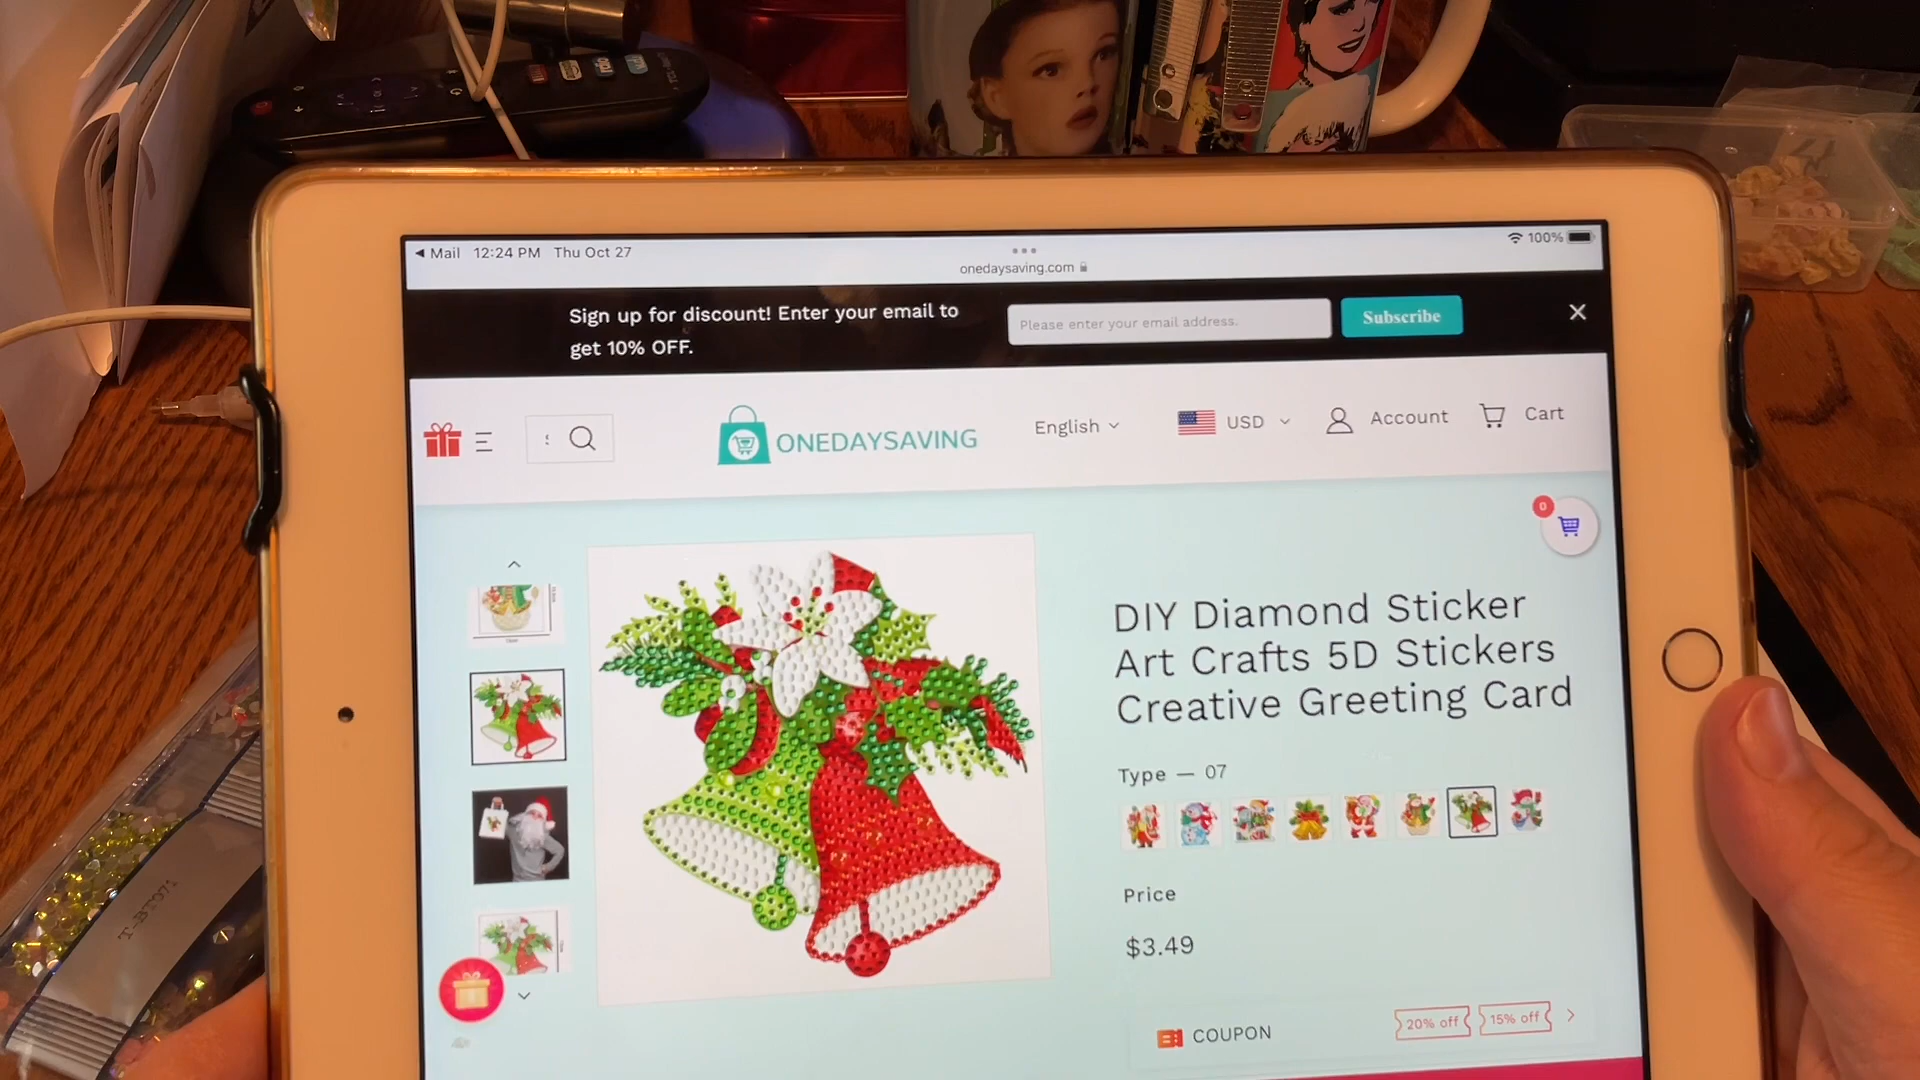 Mail 12:24 PM Thu Oct 27
100%
onedaysaving.com
Sign up for discount! Enter your email to
get 10% OFF.
Please enter your email address.
Subscribe
ONEDAYSAVING
English
USD
Account
Cart
0
DIY Diamond Sticker
Art Crafts 5D Stickers
Creative Greeting Card
Type — 07
Price
$3.49
COUPON
20% off
15% off
T-BT071